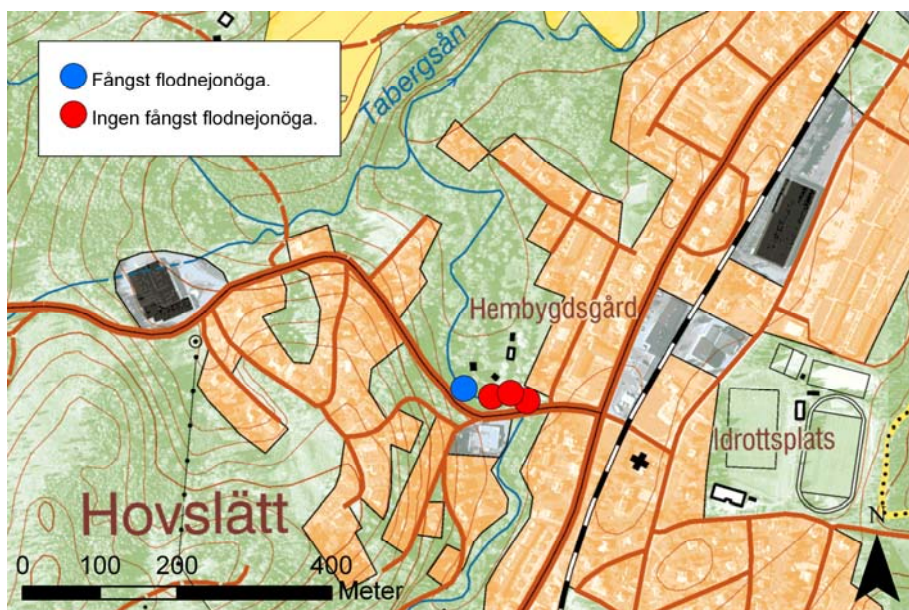 Fångst flodnejonöga.
Ingen fångst flodnejonöga.
Tabergsån
Hembygdsgård
Idrottsplats
Hovslätt
N
0 100 200 400
Meter